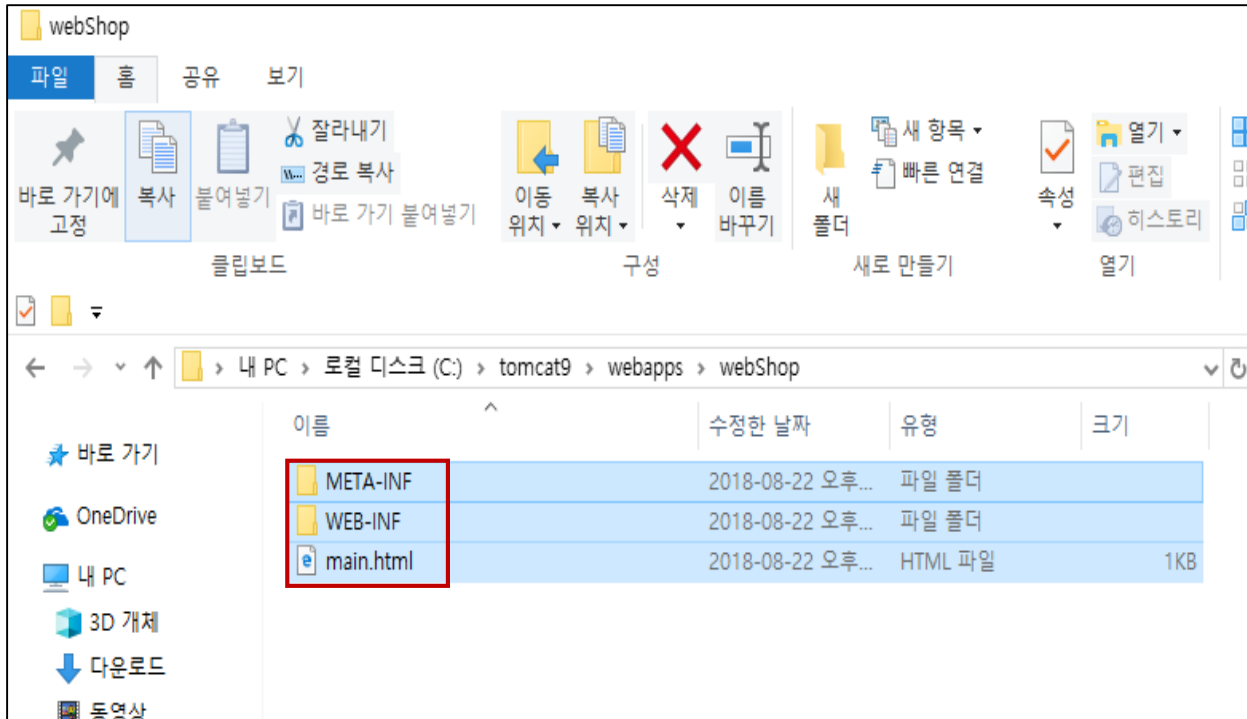 webShop
파일 홈 공유 보기
바로 가기에 고정
복사
붙여넣기
잘라내기
경로 복사
바로 가기 붙여넣기
이동 위치
복사 위치
삭제
이름 바꾸기
새 폴더
새 항목
빠른 연결
속성
열기
편집
히스토리
클립보드 구성 새로 만들기 열기
내 PC › 로컬 디스크 (C:) › tomcat9 › webapps › webShop
이름 수정한 날짜 유형 크기
바로 가기
OneDrive
내 PC
3D 개체
다운로드
동영상
META-INF 2018-08-22 오후... 파일 폴더
WEB-INF 2018-08-22 오후... 파일 폴더
main.html 2018-08-22 오후... HTML 파일 1KB